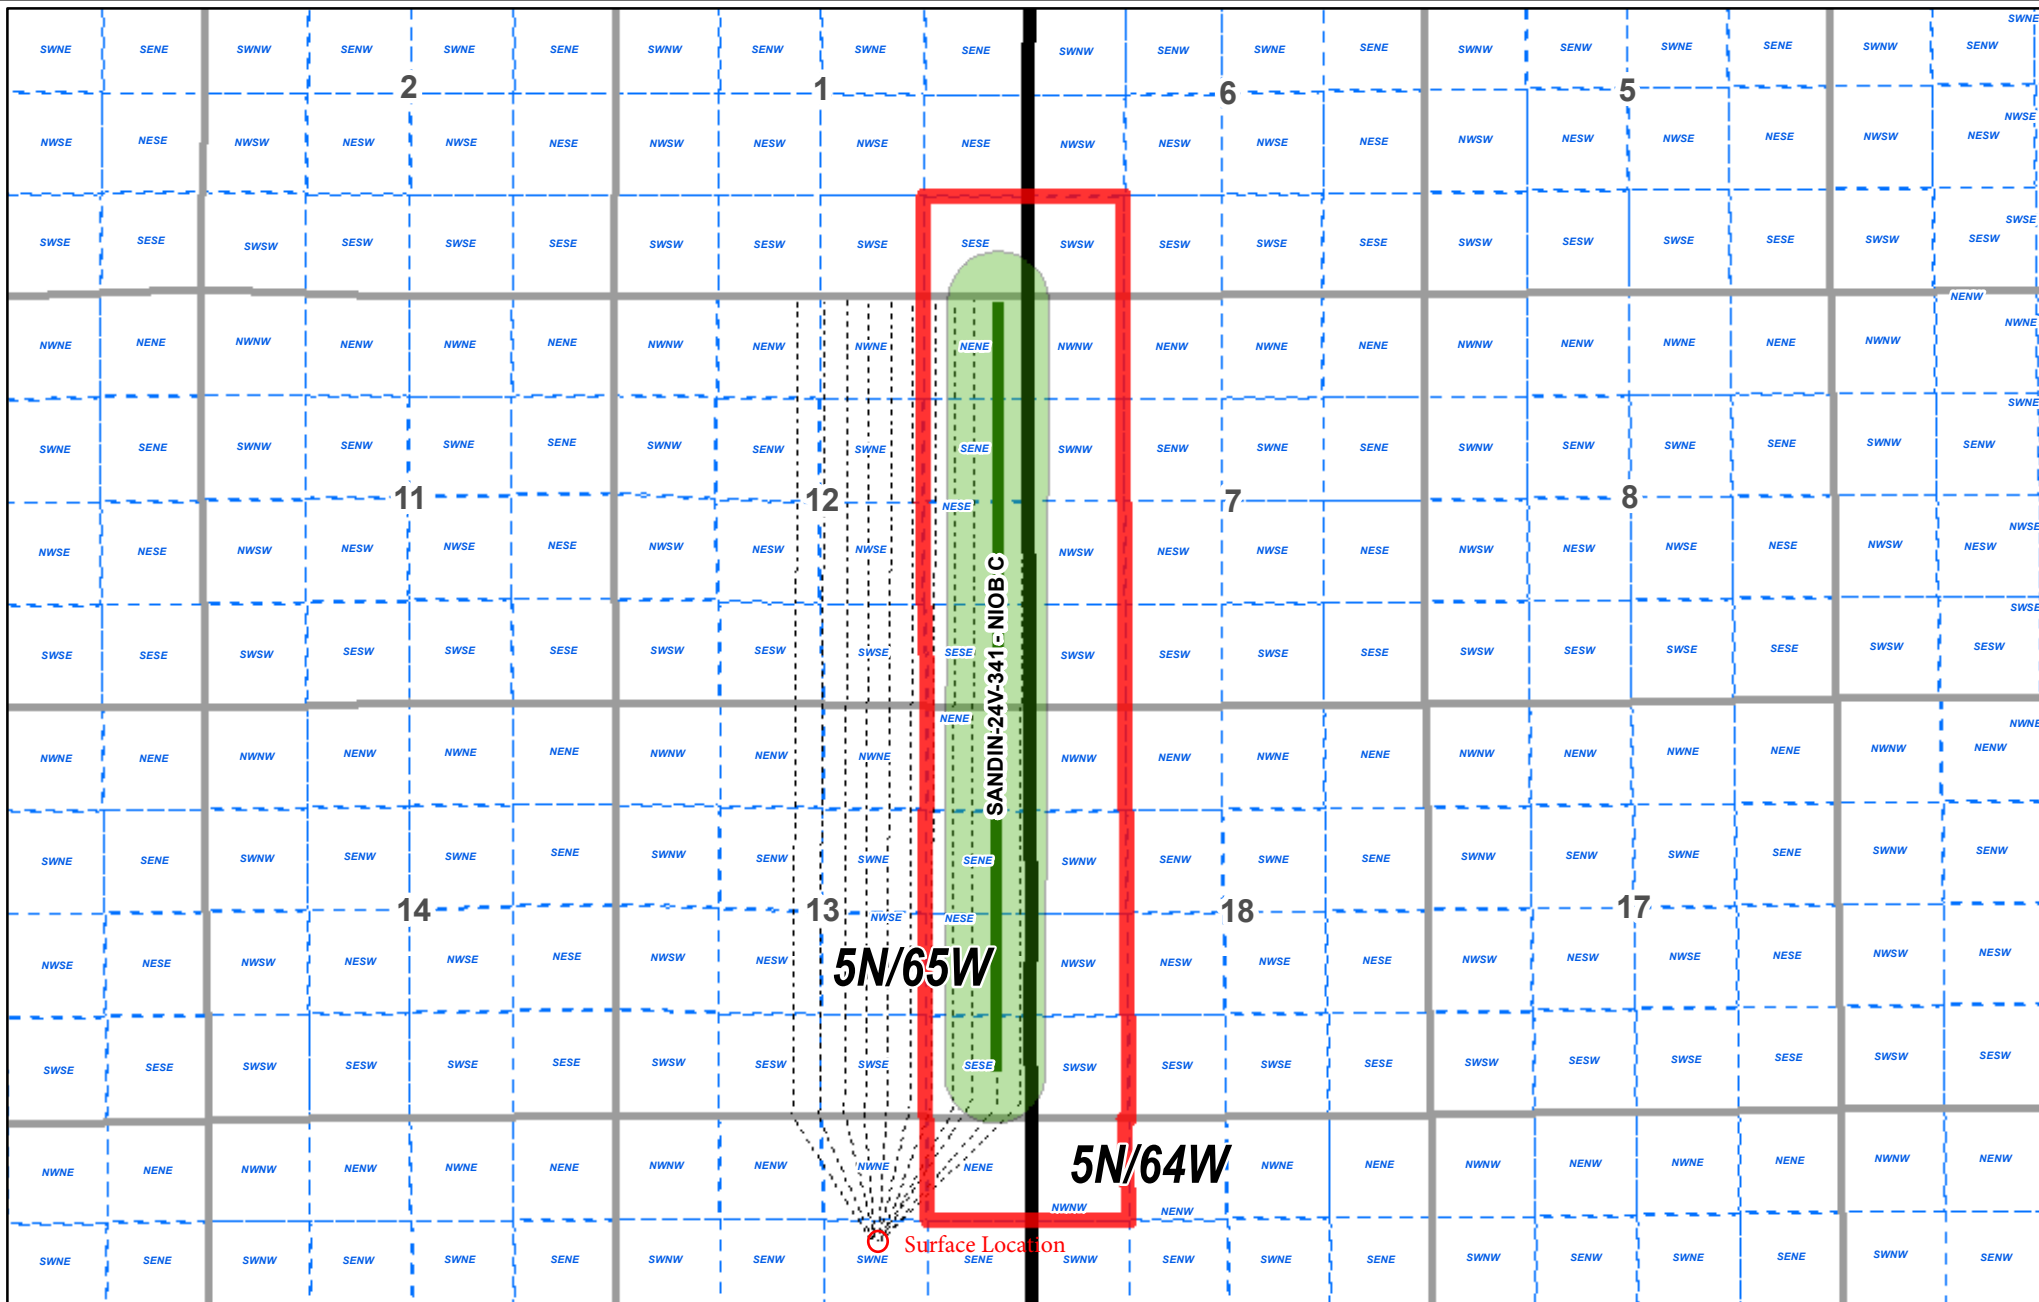 SWNE SENE SWNW SENW SWNE SENE SWNW SENW SWNE SENE SWNW SENW SWNE SENE SWNW SENW SWNE SENE SWNW SENW SWNE
2 1 6 5
NWSE NESE NWSW NESW NWSE NESE NWSW NESW NWSE NESE NWSW NESW NWSE NESE NWSW NESW NWSE NESE NWSW NESW NWSE
SWSE SESE SWSW SESW SWSE SESE SWSW SESW SWSE SESE SWSW SESW SWSE SESE SWSW SESW SWSE SESE SWSW SESW SWSE
NWNE NENE NWNW NENW NWNE NENE NWNW NENW NWNE NENE NWNW NENW NWNE NENE NWNW NENW NWNE NENE NWNW NENW NWNE
SWNE SENE SWNW SENW SWNE SENE SWNW SENW SWNE SENE SWNW SENW SWNE SENE SWNW SENW SWNE SENE SWNW SENW SWNE
11 12 7 8
NWSE NESE NWSW NESW NWSE NESE NWSW NESW NWSE NESE NWSW NESW NWSE NESE NWSW NESW NWSE NESE NWSW NESW NWSE
SANDIN-24V-341 - NIOB C
SWSE SESE SWSW SESW SWSE SESE SWSW SESW SWSE SESE SWSW SESW SWSE SESE SWSW SESW SWSE SESE SWSW SESW SWSE
NWNE NENE NWNW NENW NWNE NENE NWNW NENW NWNE NENE NWNW NENW NWNE NENE NWNW NENW NWNE NENE NWNW NENW NWNE
SWNE SENE SWNW SENW SWNE SENE SWNW SENW SWNE SENE SWNW SENW SWNE SENE SWNW SENW SWNE SENE SWNW SENW
14 13 18 17
NWSE NESE NWSW NESW NWSE NESE NWSW NESW NWSE NESE NWSW NESW NWSE NESE NWSW NESW NWSE NESE NWSW NESW
5N/65W
SWSE SESE SWSW SESW SWSE SESE SWSW SESW SWSE SESE SWSW SESW SWSE SESE SWSW SESW SWSE SESE SWSW SESW
5N/64W
NWNE NENE NWNW NENW NWNE NENE NWNW NENW NWNE NENE NWNW NENW NWNE NENE NWNW NENW NWNE NENE NWNW NENW
Surface Location
SWNE SENE SWNW SENW SWNE SENE SWNW SENW SWNE SENE SWNW SENW SWNE SENE SWNW SENW SWNE SENE SWNW SENW